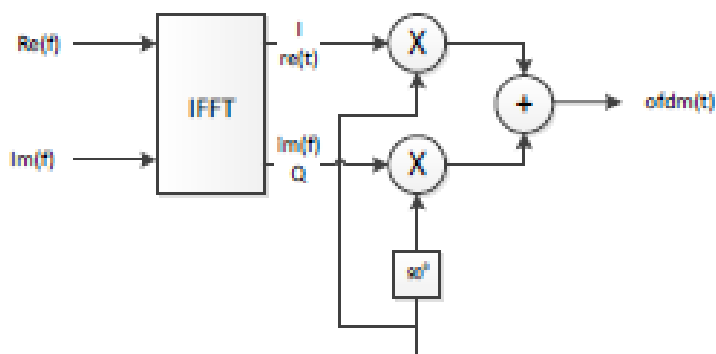 Re(f)
Im(f)
IFFT
I
re(t)
Im(f)
Q
X
X
+
90°
ofdm(t)